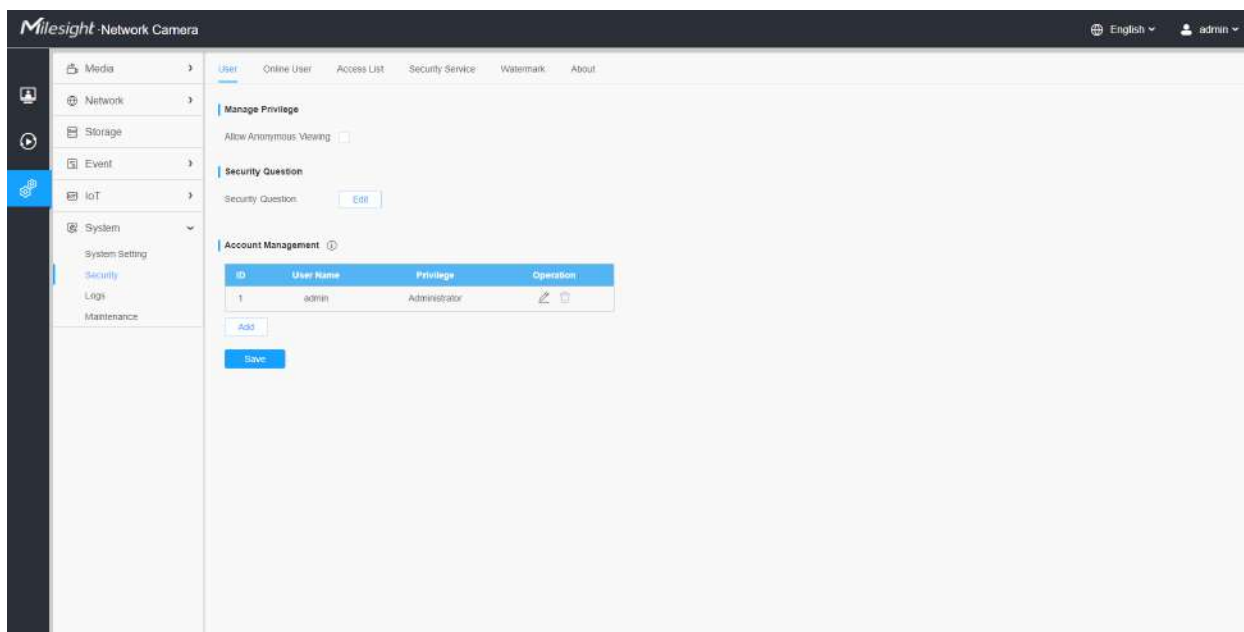 Milesight · Network Camera
English
admin
Media
Network
Storage
Event
IoT
System
System Setting
Security
Logs
Maintenance
User Online User Access List Security Service Watermark About
Manage Privilege
Allow Anonymous Viewing
Security Question
Security Question Edit
Account Management
ID User Name Privilege Operation
1 admin Administrator
Add
Save